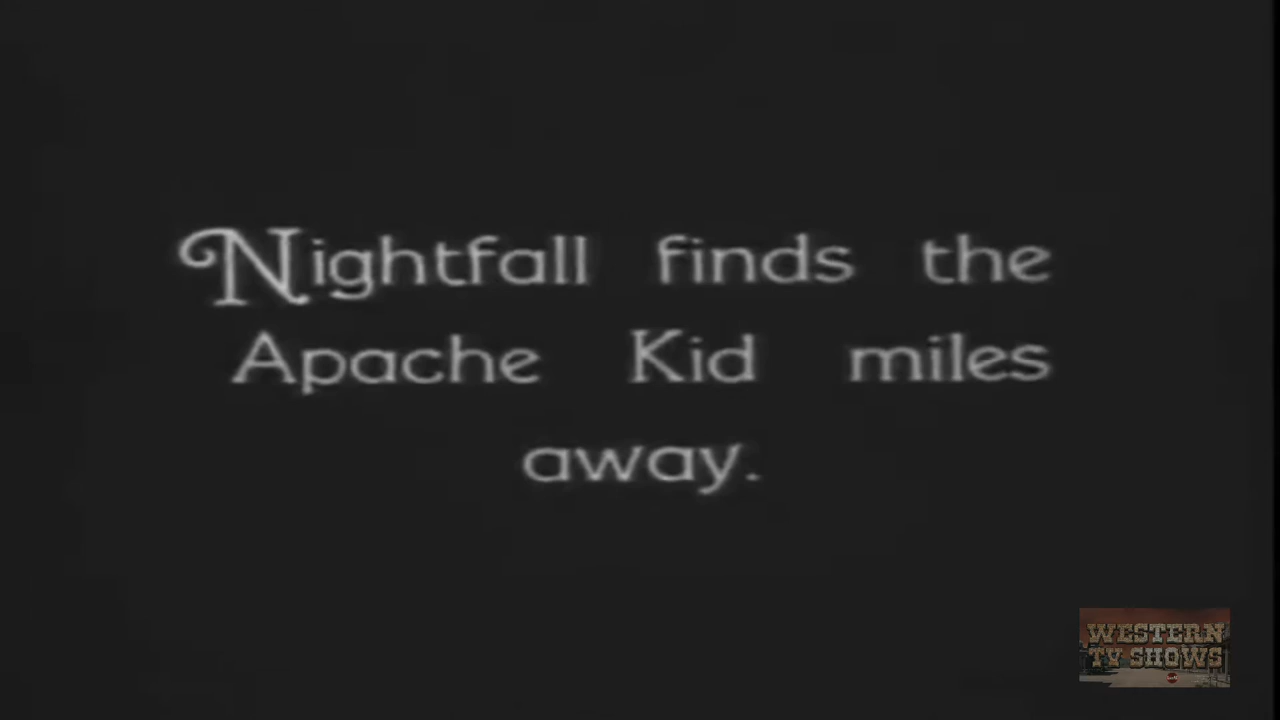 Nightfall finds the
Apache Kid miles
away.
WESTERN
TV SHOWS